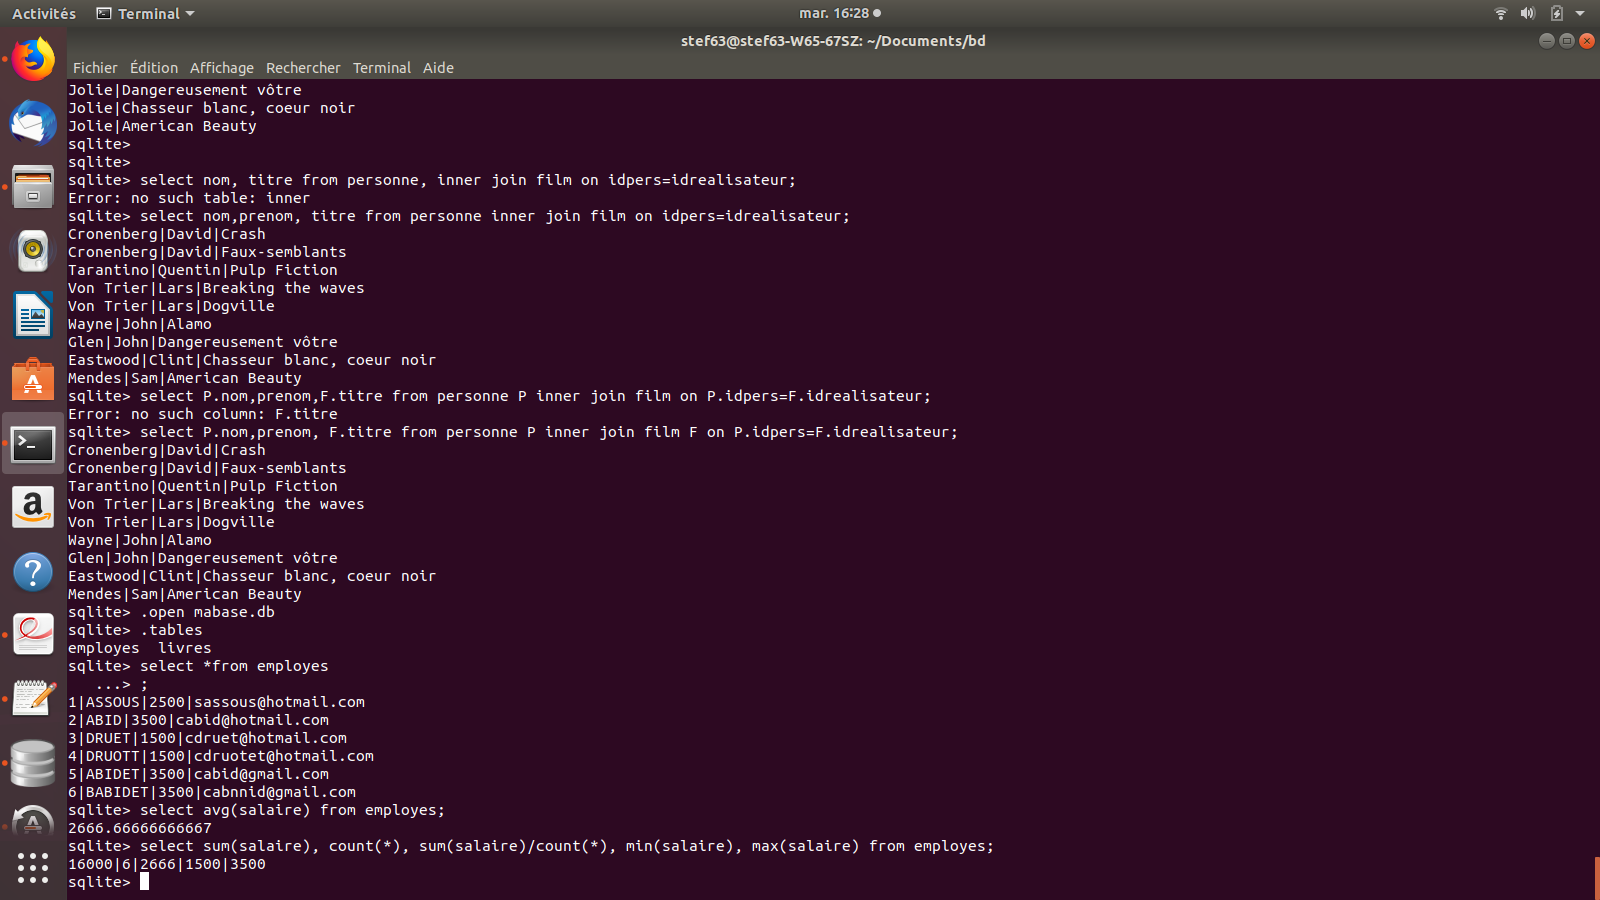 Activités Terminal mar. 16:28
stef63@stef63-W65-67SZ: ~/Documents/bd
Fichier Édition Affichage Rechercher Terminal Aide
Jolie|Dangereusement vôtre
Jolie|Chasseur blanc, coeur noir
Jolie|American Beauty
sqlite>
sqlite>
sqlite> select nom, titre from personne, inner join film on idpers=idrealisateur;
Error: no such table: inner
sqlite> select nom,prenom, titre from personne inner join film on idpers=idrealisateur;
Cronenberg|David|Crash
Cronenberg|David|Faux-semblants
Tarantino|Quentin|Pulp Fiction
Von Trier|Lars|Breaking the waves
Von Trier|Lars|Dogville
Wayne|John|Alamo
Glen|John|Dangereusement vôtre
Eastwood|Clint|Chasseur blanc, coeur noir
Mendes|Sam|American Beauty
sqlite> select P.nom,prenom,F.titre from personne P inner join film on P.idpers=F.idrealisateur;
Error: no such column: F.titre
sqlite> select P.nom,prenom, F.titre from personne P inner join film F on P.idpers=F.idrealisateur;
Cronenberg|David|Crash
Cronenberg|David|Faux-semblants
Tarantino|Quentin|Pulp Fiction
Von Trier|Lars|Breaking the waves
Von Trier|Lars|Dogville
Wayne|John|Alamo
Glen|John|Dangereusement vôtre
Eastwood|Clint|Chasseur blanc, coeur noir
Mendes|Sam|American Beauty
sqlite> .open mabase.db
sqlite> .tables
employes  livres
sqlite> select *from employes
   ...> ;
1|ASSOUS|2500|sassous@hotmail.com
2|ABID|3500|cabid@hotmail.com
3|DRUET|1500|cdruet@hotmail.com
4|DRUOTT|1500|cdruotet@hotmail.com
5|ABIDET|3500|cabid@gmail.com
6|BABIDET|3500|cabnnid@gmail.com
sqlite> select avg(salaire) from employes;
2666.66666666667
sqlite> select sum(salaire), count(*), sum(salaire)/count(*), min(salaire), max(salaire) from employes;
16000|6|2666|1500|3500
sqlite>